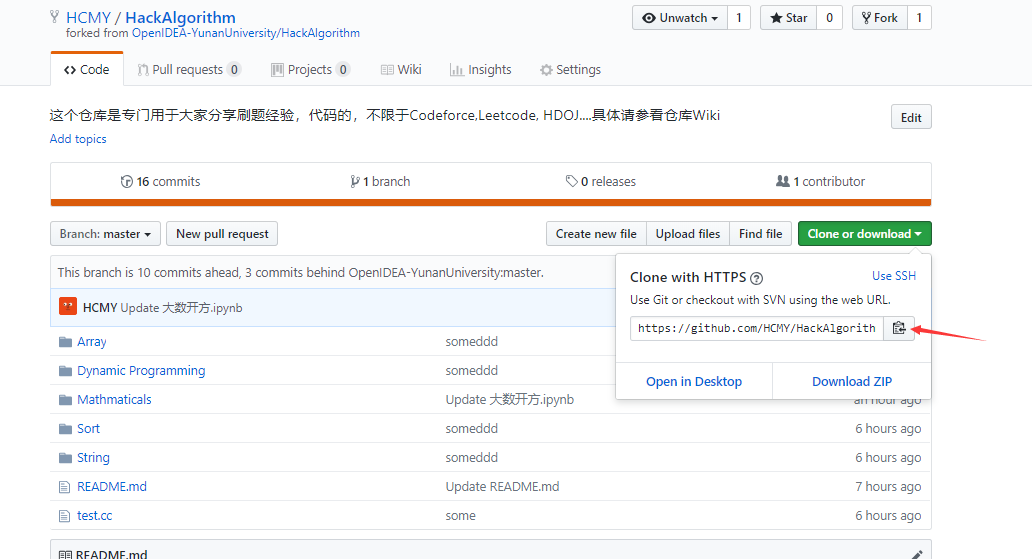 HCMY / HackAlgorithm
Unwatch 1 Star 0 Fork 1
forked from OpenIDEA-YunanUniversity/HackAlgorithm
Code Pull requests 0 Projects 0 Wiki Insights Settings
这个仓库是专门用于大家分享刷题经验，代码的，不限于Codeforce,Leetcode, HDOJ....具体请参看仓库Wiki
Edit
Add topics
16 commits 1 branch 0 releases 1 contributor
Branch: master New pull request Create new file Upload files Find file Clone or download
This branch is 10 commits ahead, 3 commits behind OpenIDEA-YunanUniversity:master.
HCMY Update 大数开方.ipynb
Clone with HTTPS ? Use SSH
Use Git or checkout with SVN using the web URL.
https://github.com/HCMY/HackAlgorith
Open in Desktop Download ZIP
Array someddd
Dynamic Programming someddd
Mathmaticals Update 大数开方.ipynb an hour ago
Sort someddd 6 hours ago
String someddd 6 hours ago
README.md Update README.md 7 hours ago
test.cc some 6 hours ago
README.md